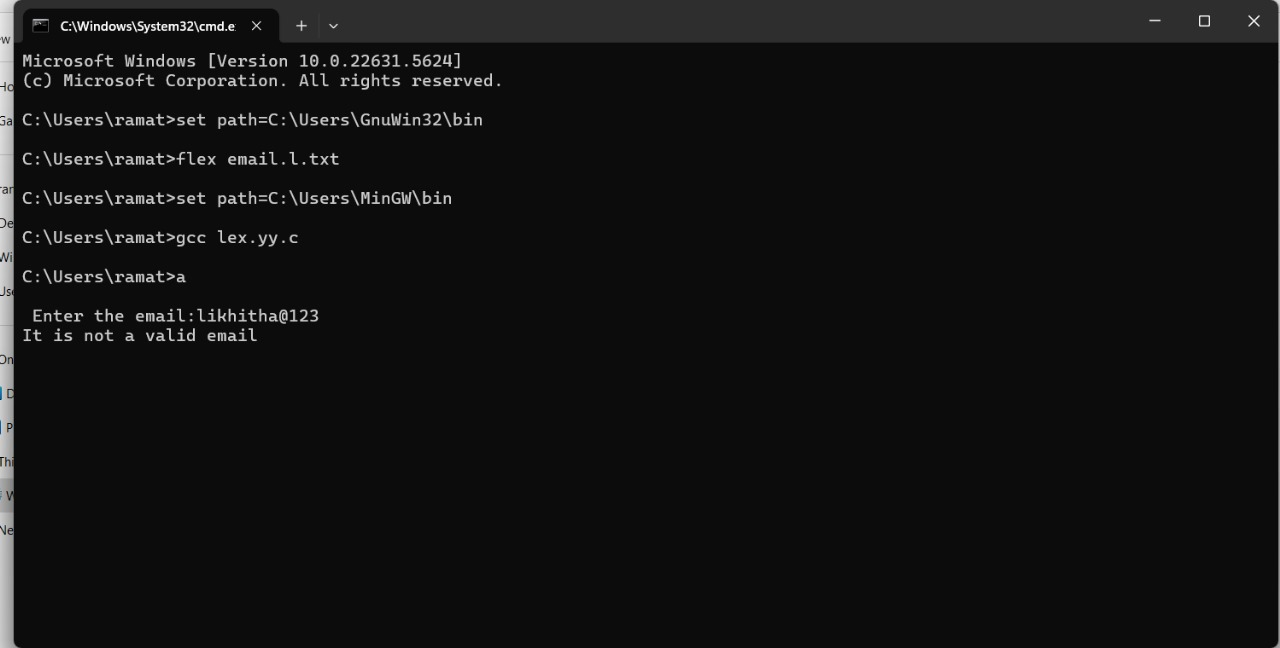 C:\Windows\System32\cmd.e
Microsoft Windows [Version 10.0.22631.5624]
(c) Microsoft Corporation. All rights reserved.
C:\Users\ramat>set path=C:\Users\GnuWin32\bin
C:\Users\ramat>flex email.l.txt
C:\Users\ramat>set path=C:\Users\MinGW\bin
C:\Users\ramat>gcc lex.yy.c
C:\Users\ramat>a
Enter the email:likhitha@123
It is not a valid email